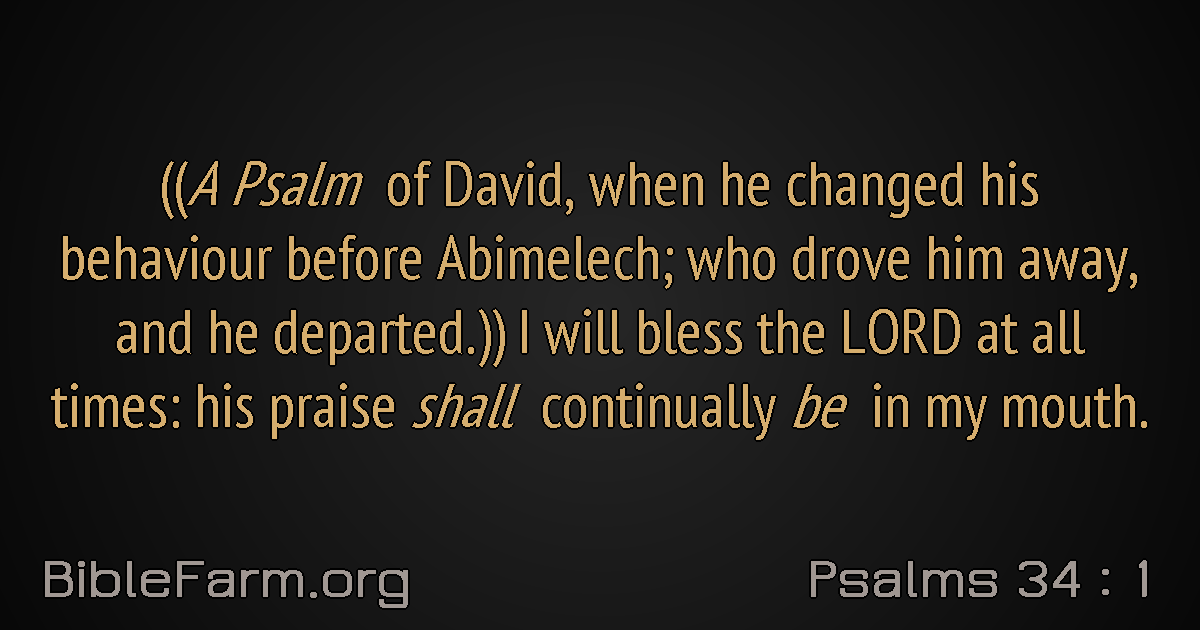 ((A Psalm of David, when he changed his
behaviour before Abimelech; who drove him away,
and he departed.)) I will bless the LORD at all
times: his praise shall continually be in my mouth.
BibleFarm.org
Psalms 34 : 1